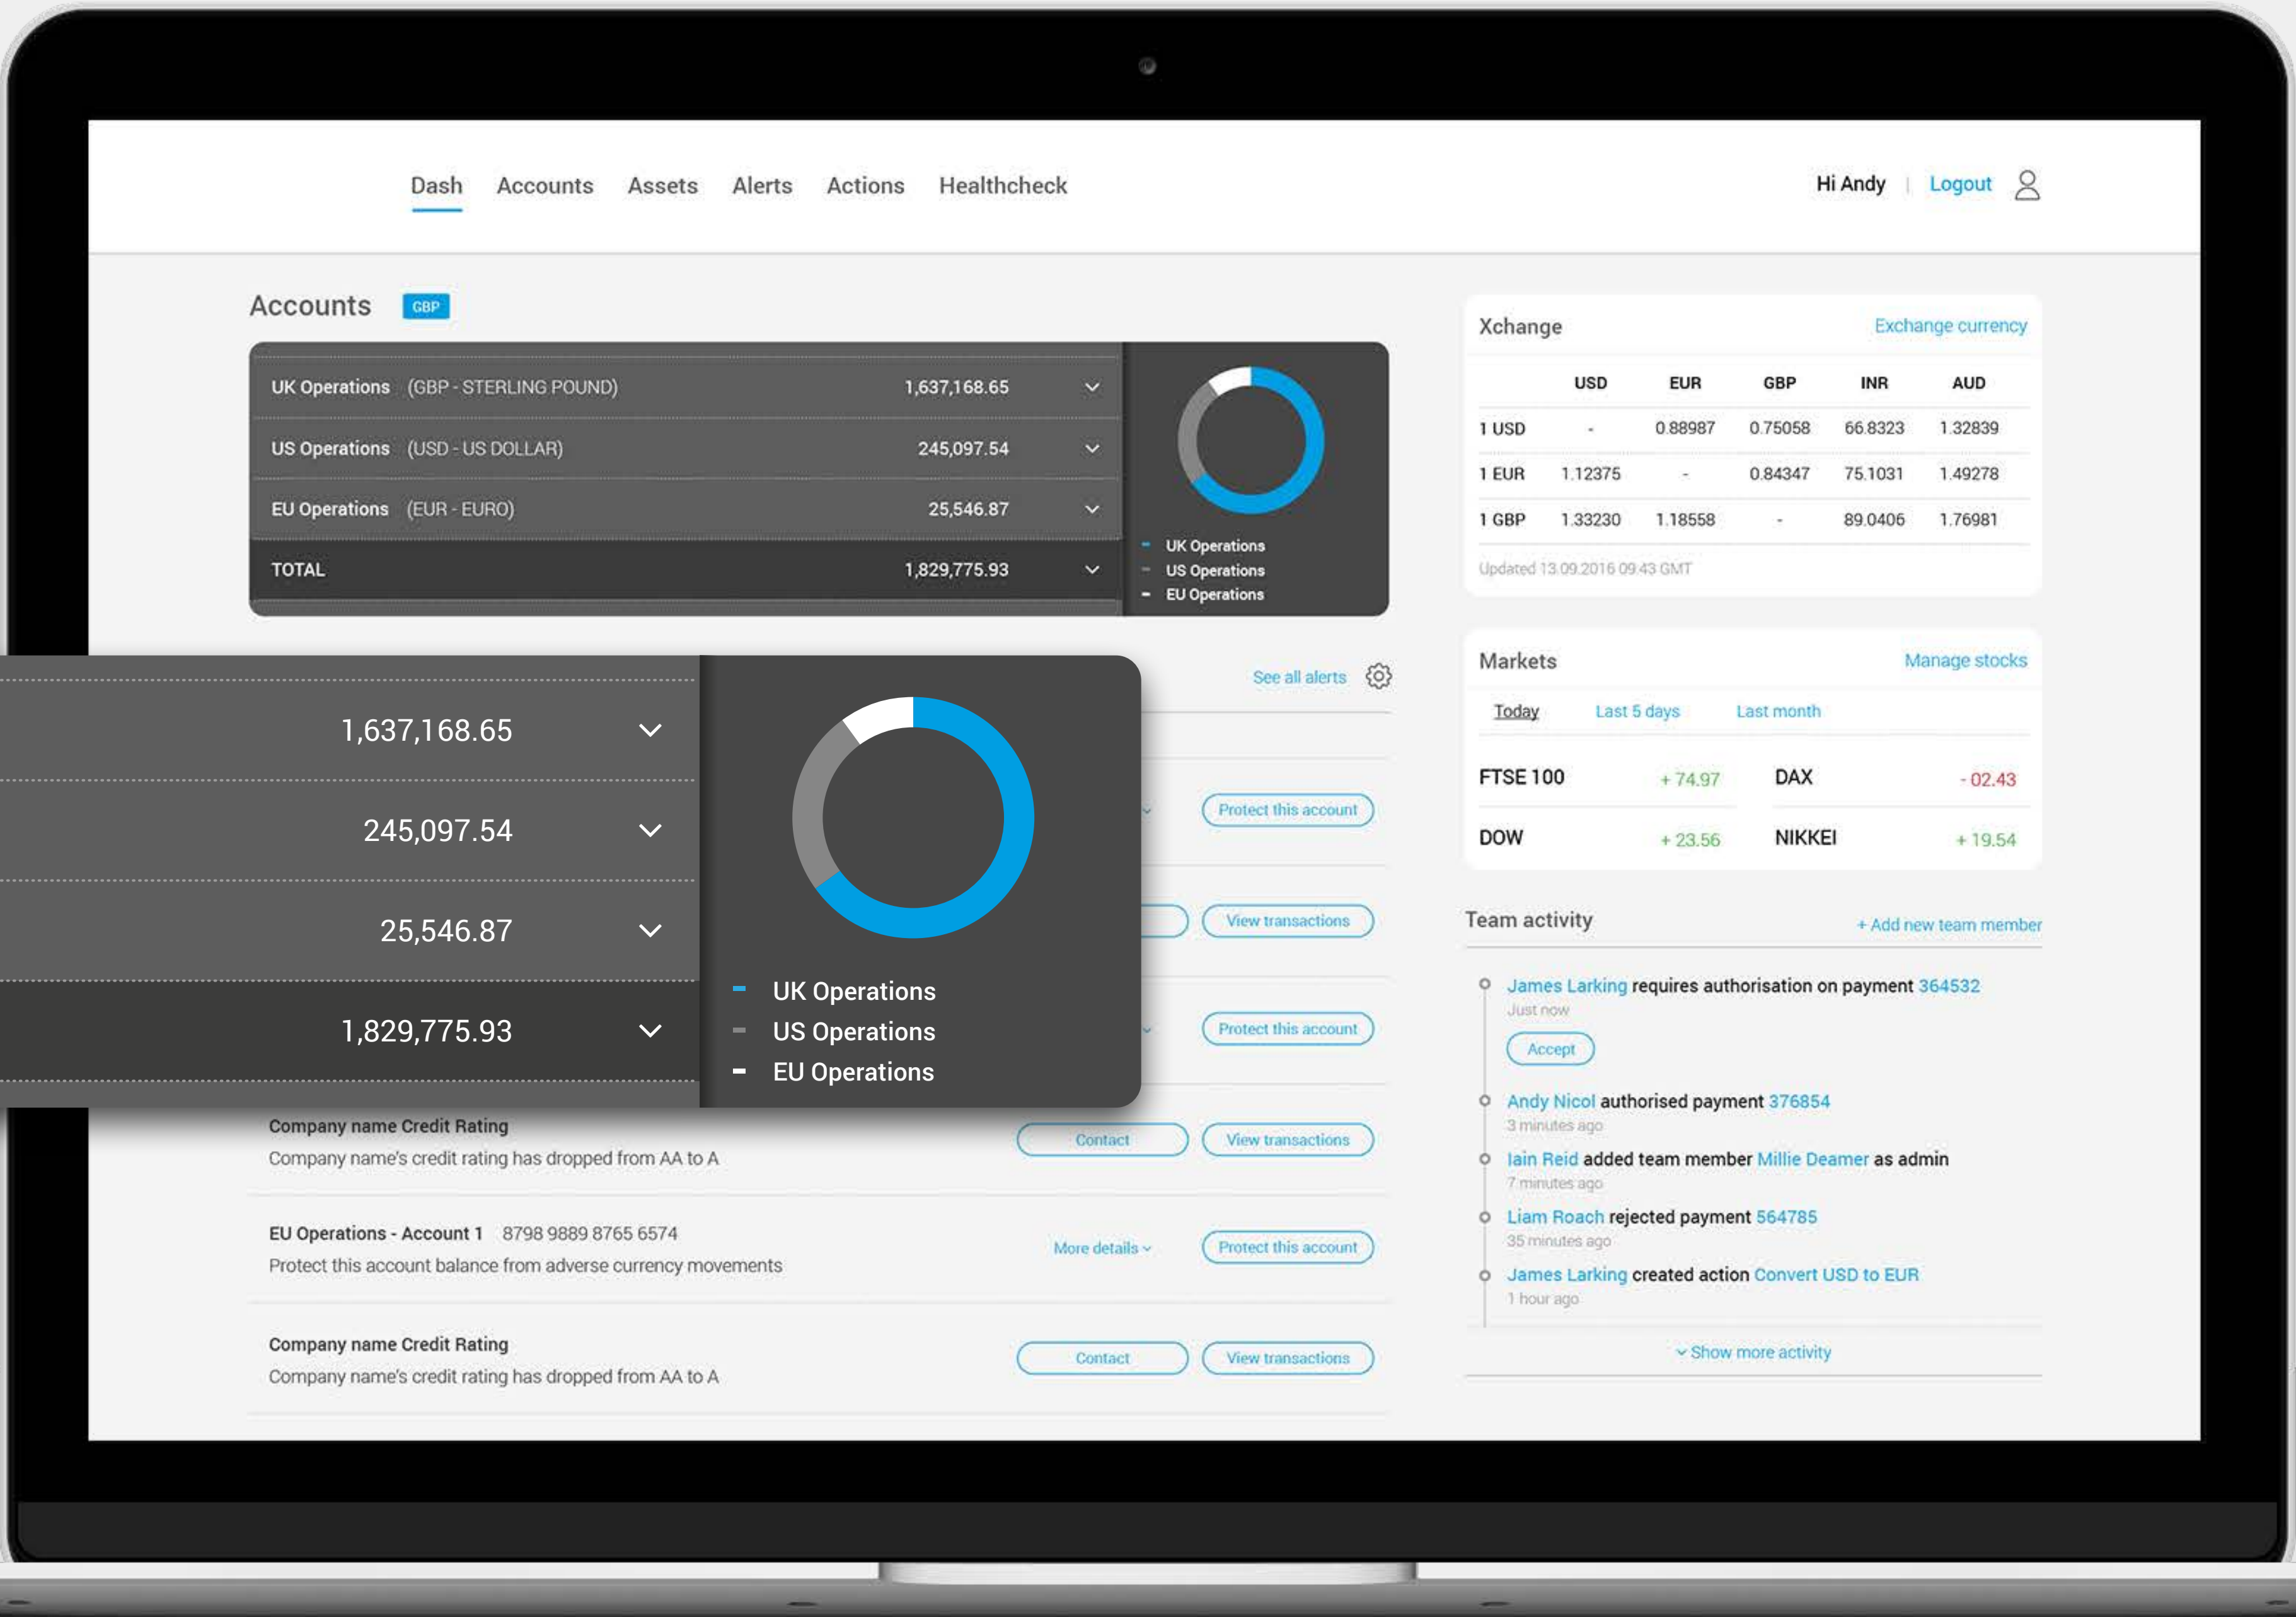 Dash Accounts Assets Alerts Actions Healthcheck
Hi Andy | Logout
Accounts GBP
UK Operations (GBP - STERLING POUND) 1,637,168.65
US Operations (USD - US DOLLAR) 245,097.54
EU Operations (EUR - EURO) 25,546.87
TOTAL 1,829,775.93
UK Operations
US Operations
EU Operations
See all alerts
1,637,168.65
245,097.54
25,546.87
1,829,775.93
UK Operations
US Operations
EU Operations
Protect this account
View transactions
Protect this account
Company name Credit Rating
Company name's credit rating has dropped from AA to A
Contact View transactions
EU Operations - Account 1 8798 9889 8765 6574
Protect this account balance from adverse currency movements
More details Protect this account
Company name Credit Rating
Company name's credit rating has dropped from AA to A
Contact View transactions
Xchange Exchange currency
USD EUR GBP INR AUD
1 USD - 0.88987 0.75058 66.8323 1.32839
1 EUR 1.12375 - 0.84347 75.1031 1.49278
1 GBP 1.33230 1.18558 - 89.0406 1.76981
Updated 13.09.2016 09.43 GMT
Markets Manage stocks
Today Last 5 days Last month
FTSE 100 + 74.97 DAX - 02.43
DOW + 23.56 NIKKEI + 19.54
Team activity + Add new team member
James Larking requires authorisation on payment 364532
Just now
Accept
Andy Nicol authorised payment 376854
3 minutes ago
Iain Reid added team member Millie Deamer as admin
7 minutes ago
Liam Roach rejected payment 564785
35 minutes ago
James Larking created action Convert USD to EUR
1 hour ago
Show more activity